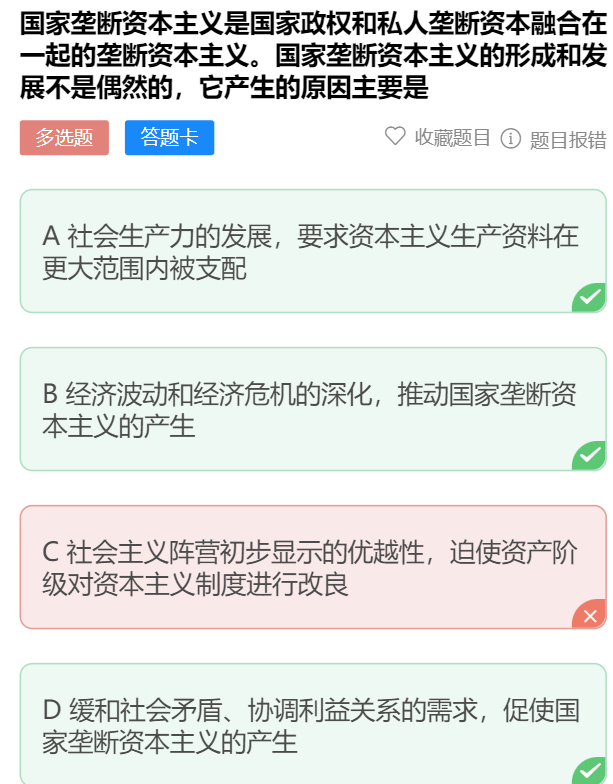 国家垄断资本主义是国家政权和私人垄断资本融合在
一起的垄断资本主义。国家垄断资本主义的形成和发
展不是偶然的，它产生的原因主要是
多选题 答题卡 收藏题目 题目报错
A 社会生产力的发展，要求资本主义生产资料在
更大范围内被支配
B 经济波动和经济危机的深化，推动国家垄断资
本主义的产生
C 社会主义阵营初步显示的优越性，迫使资产阶
级对资本主义制度进行改良
D 缓和社会矛盾、协调利益关系的需求，促使国
家垄断资本主义的产生